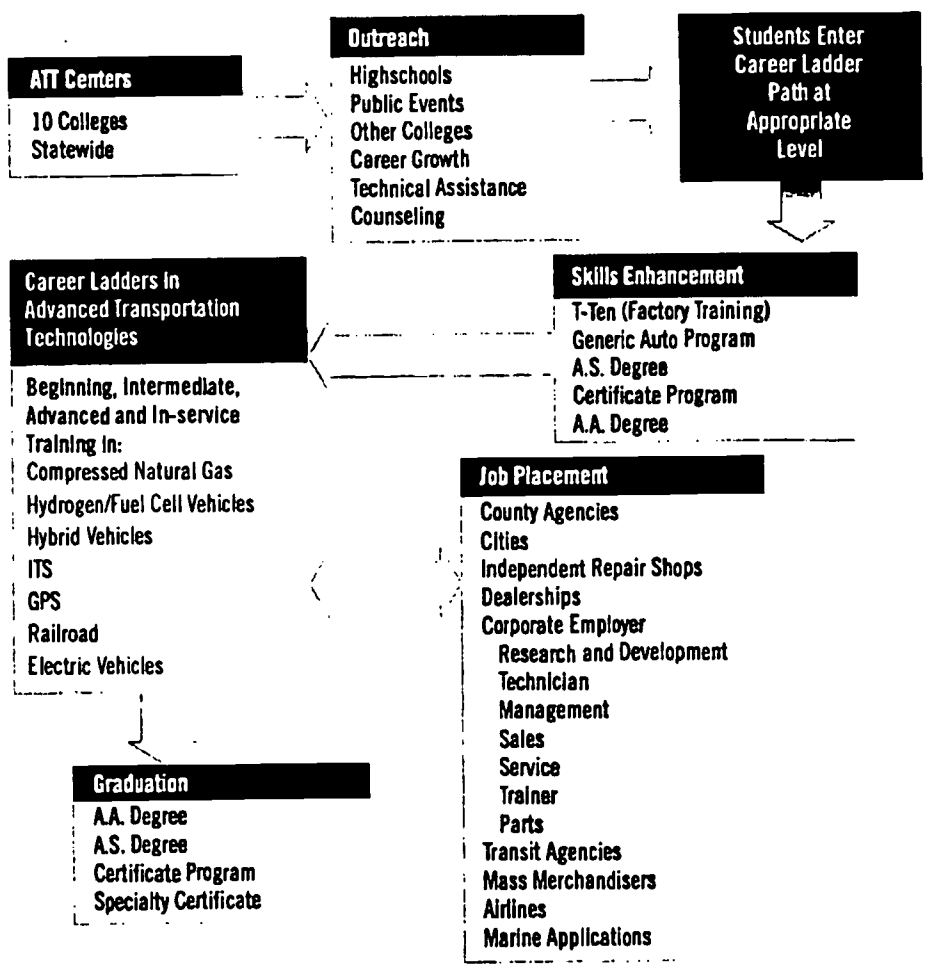 ATT Centers
10 Colleges
Statewide
Outreach
Highschools
Public Events
Other Colleges
Career Growth
Technical Assistance
Counseling
Students Enter
Career Ladder
Path at
Appropriate
Level
Skills Enhancement
T-Ten (Factory Training)
Generic Auto Program
A.S. Degree
Certificate Program
A.A. Degree
Career Ladders in
Advanced Transportation
Technologies
Beginning, Intermediate,
Advanced and In-service
Training in:
Compressed Natural Gas
Hydrogen/Fuel Cell Vehicles
Hybrid Vehicles
ITS
GPS
Railroad
Electric Vehicles
Job Placement
County Agencies
Cities
Independent Repair Shops
Dealerships
Corporate Employer
Research and Development
Technician
Management
Sales
Service
Trainer
Parts
Transit Agencies
Mass Merchandisers
Airlines
Marine Applications
Graduation
A.A. Degree
A.S. Degree
Certificate Program
Specialty Certificate